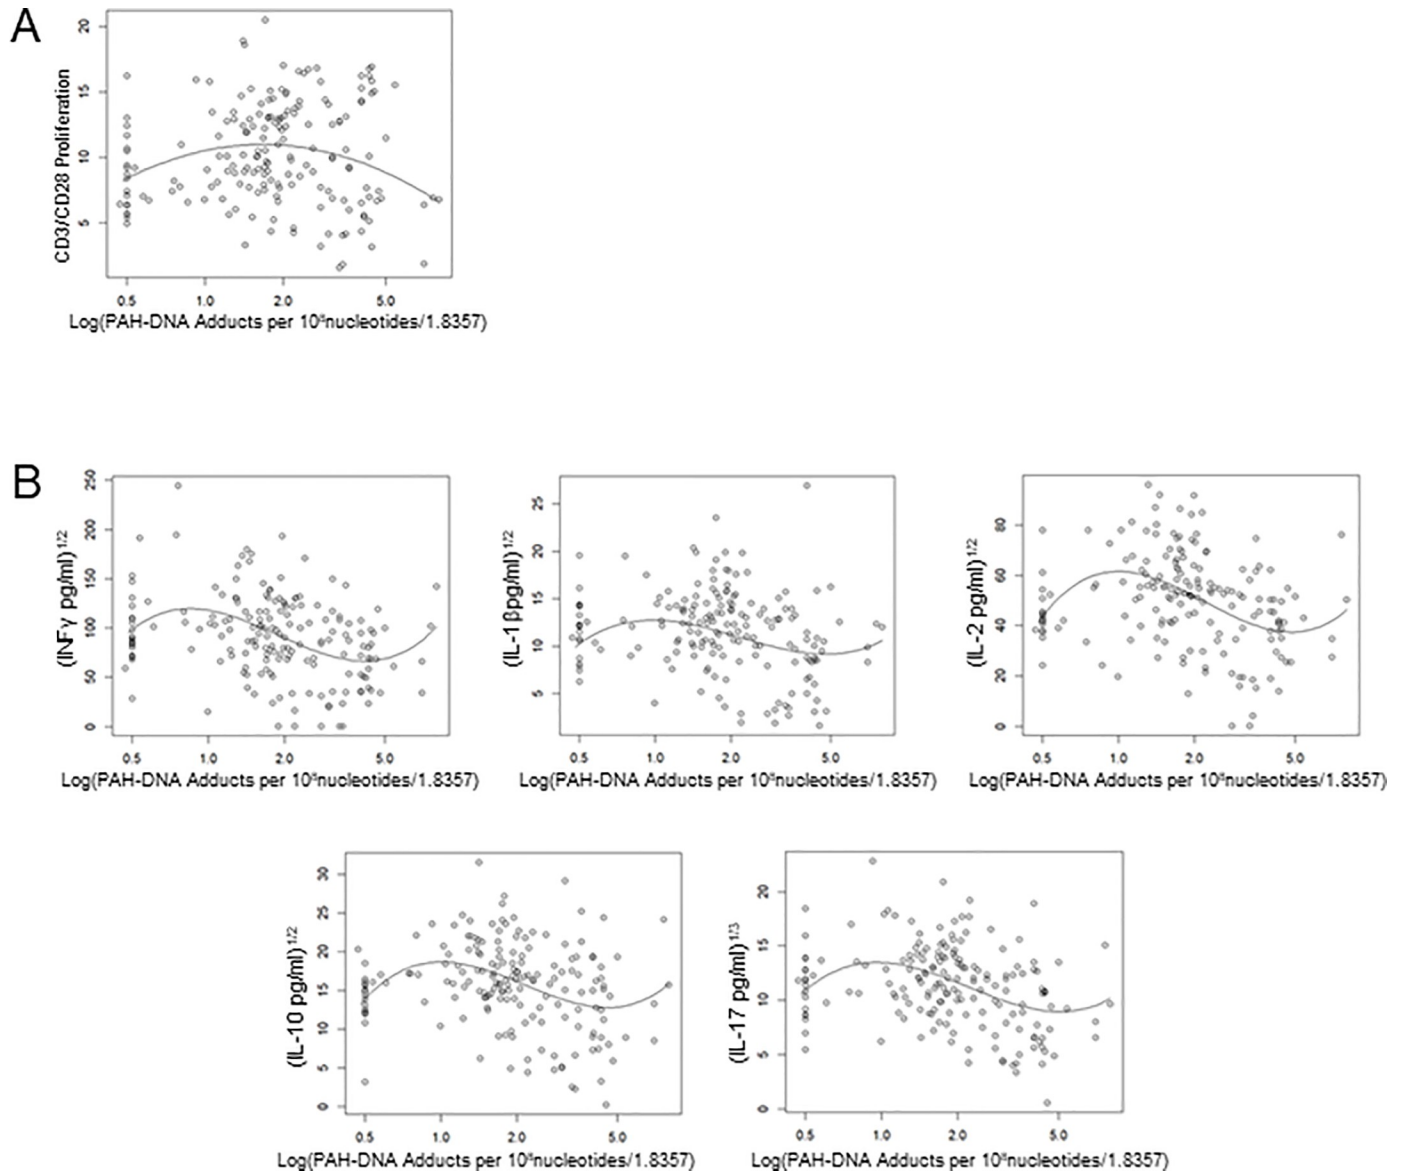 A
CD3/CD28 Proliferation
20
15
10
5
0.5 1.0 2.0 5.0
Log(PAH-DNA Adducts per 10⁸nucleotides/1.8357)
B
(INFγ pg/ml)1/2
250
200
150
100
50
0
0.5 1.0 2.0 5.0
Log(PAH-DNA Adducts per 10⁸nucleotides/1.8357)
(IL-1βpg/ml)1/2
25
20
15
10
5
0.5 1.0 2.0 5.0
Log(PAH-DNA Adducts per 10⁸nucleotides/1.8357)
(IL-2 pg/ml)1/2
80
60
40
20
0
0.5 1.0 2.0 5.0
Log(PAH-DNA Adducts per 10⁸nucleotides/1.8357)
(IL-10 pg/ml)1/2
30
25
20
15
10
5
0
0.5 1.0 2.0 5.0
Log(PAH-DNA Adducts per 10⁸nucleotides/1.8357)
(IL-17 pg/ml)1/3
20
15
10
5
0
0.5 1.0 2.0 5.0
Log(PAH-DNA Adducts per 10⁸nucleotides/1.8357)